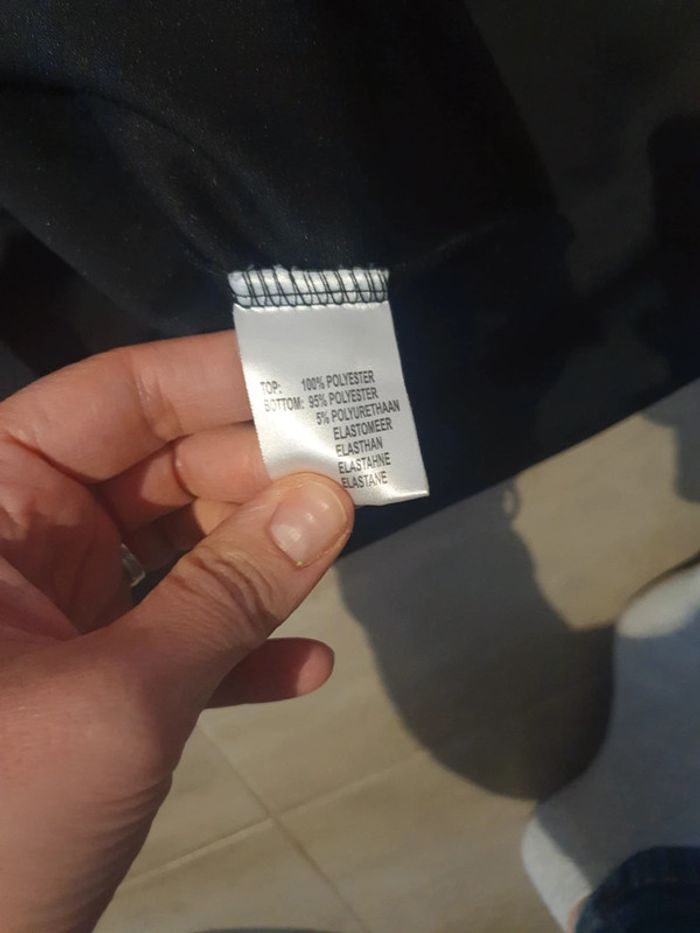 TOP: 100% POLYESTER
BOTTOM: 95% POLYESTER
5% POLYURETHAAN
ELASTOMEER
ELASTHAN
ELASTAHNE
ELASTANE